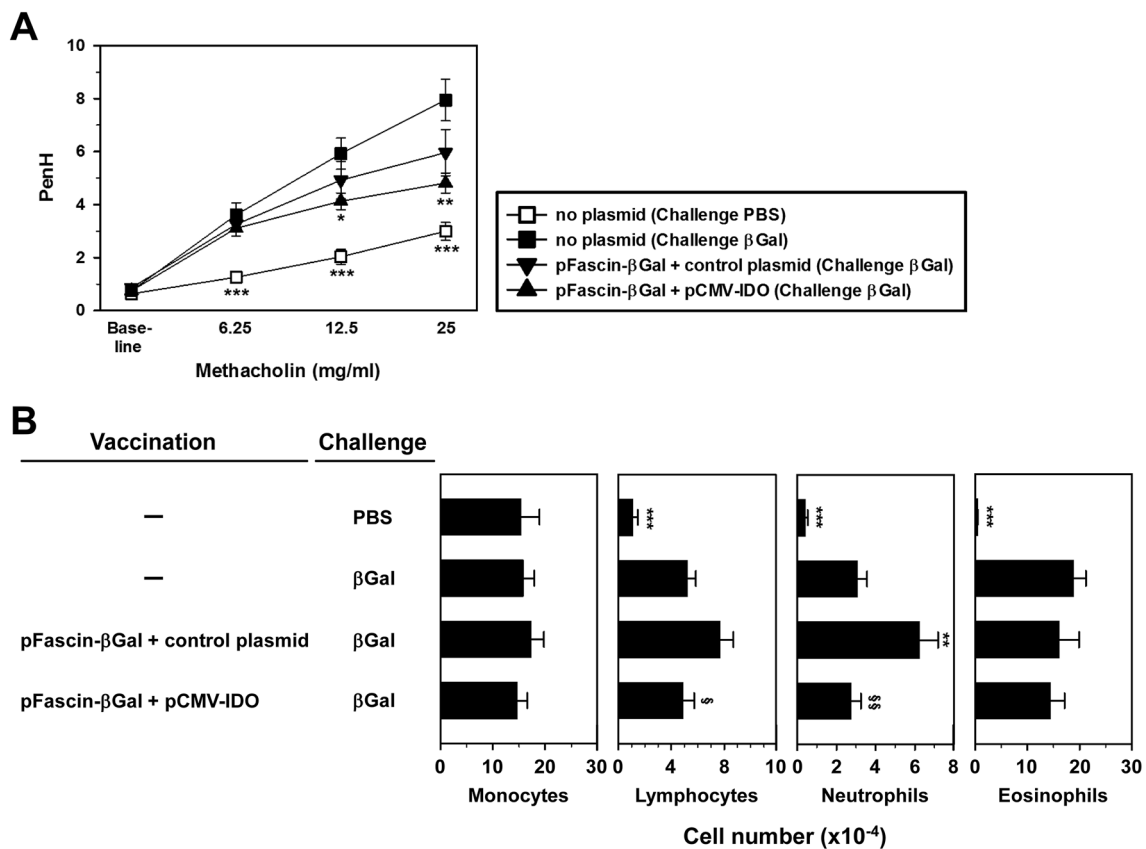 A
10
8
6
4
2
0
PenH
*
**
***
***
***
Base-
line
6.25
12.5
25
Methacholin (mg/ml)
no plasmid (Challenge PBS)
no plasmid (Challenge βGal)
pFascin-βGal + control plasmid (Challenge βGal)
pFascin-βGal + pCMV-IDO (Challenge βGal)
B
Vaccination Challenge
– PBS *** *** ***
– βGal
pFascin-βGal + control plasmid βGal **
pFascin-βGal + pCMV-IDO βGal § §§
0 10 20 30 0 4 6 10 0 2 4 6 8 0 10 20 30
Monocytes Lymphocytes Neutrophils Eosinophils
Cell number (x10-4)